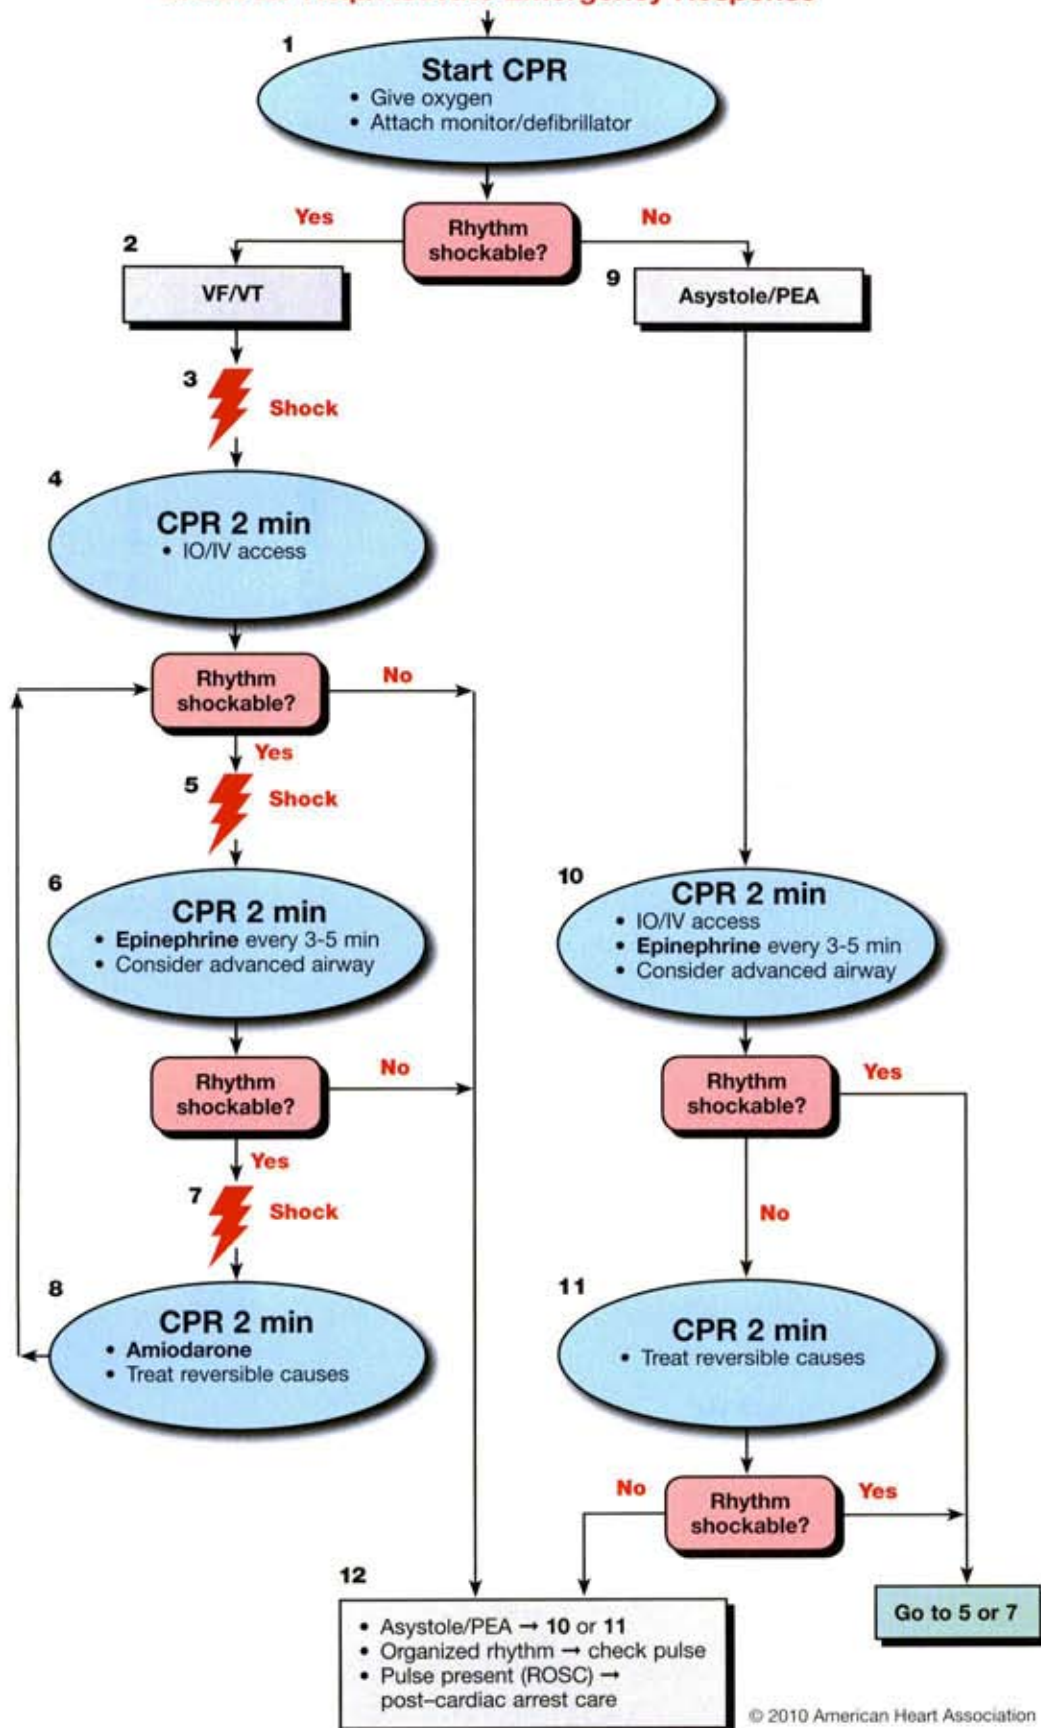 1
Start CPR
• Give oxygen
• Attach monitor/defibrillator
Yes
Rhythm
shockable?
No
2
VF/VT
9
Asystole/PEA
3
Shock
4
CPR 2 min
• IO/IV access
Rhythm
shockable?
No
Yes
5
Shock
6
CPR 2 min
• Epinephrine every 3-5 min
• Consider advanced airway
10
CPR 2 min
• IO/IV access
• Epinephrine every 3-5 min
• Consider advanced airway
Rhythm
shockable?
No
Rhythm
shockable?
Yes
Yes
7
Shock
No
8
CPR 2 min
• Amiodarone
• Treat reversible causes
11
CPR 2 min
• Treat reversible causes
No
Rhythm
shockable?
Yes
12
• Asystole/PEA → 10 or 11
• Organized rhythm → check pulse
• Pulse present (ROSC) →
post–cardiac arrest care
Go to 5 or 7
© 2010 American Heart Association